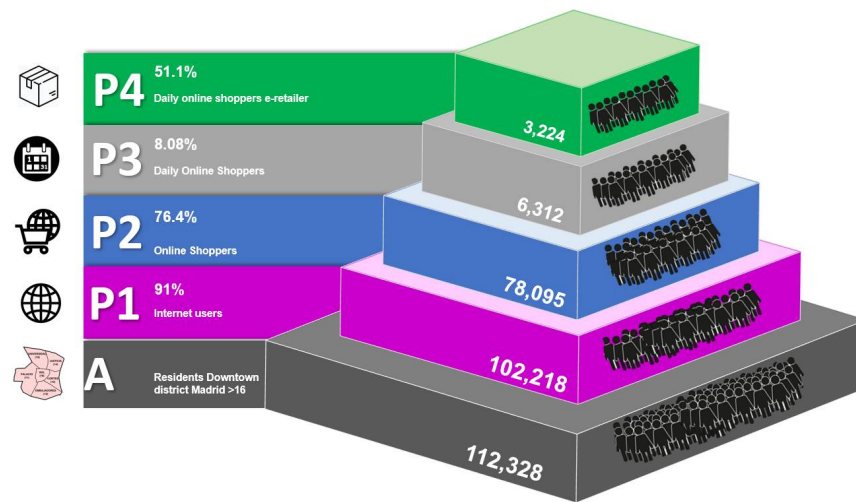 P4
51.1%
Daily online shoppers e-retailer
3,224
P3
8.08%
Daily Online Shoppers
6,312
P2
76.4%
Online Shoppers
78,095
P1
91%
Internet users
102,218
A
Residents Downtown
district Madrid >16
112,328
31